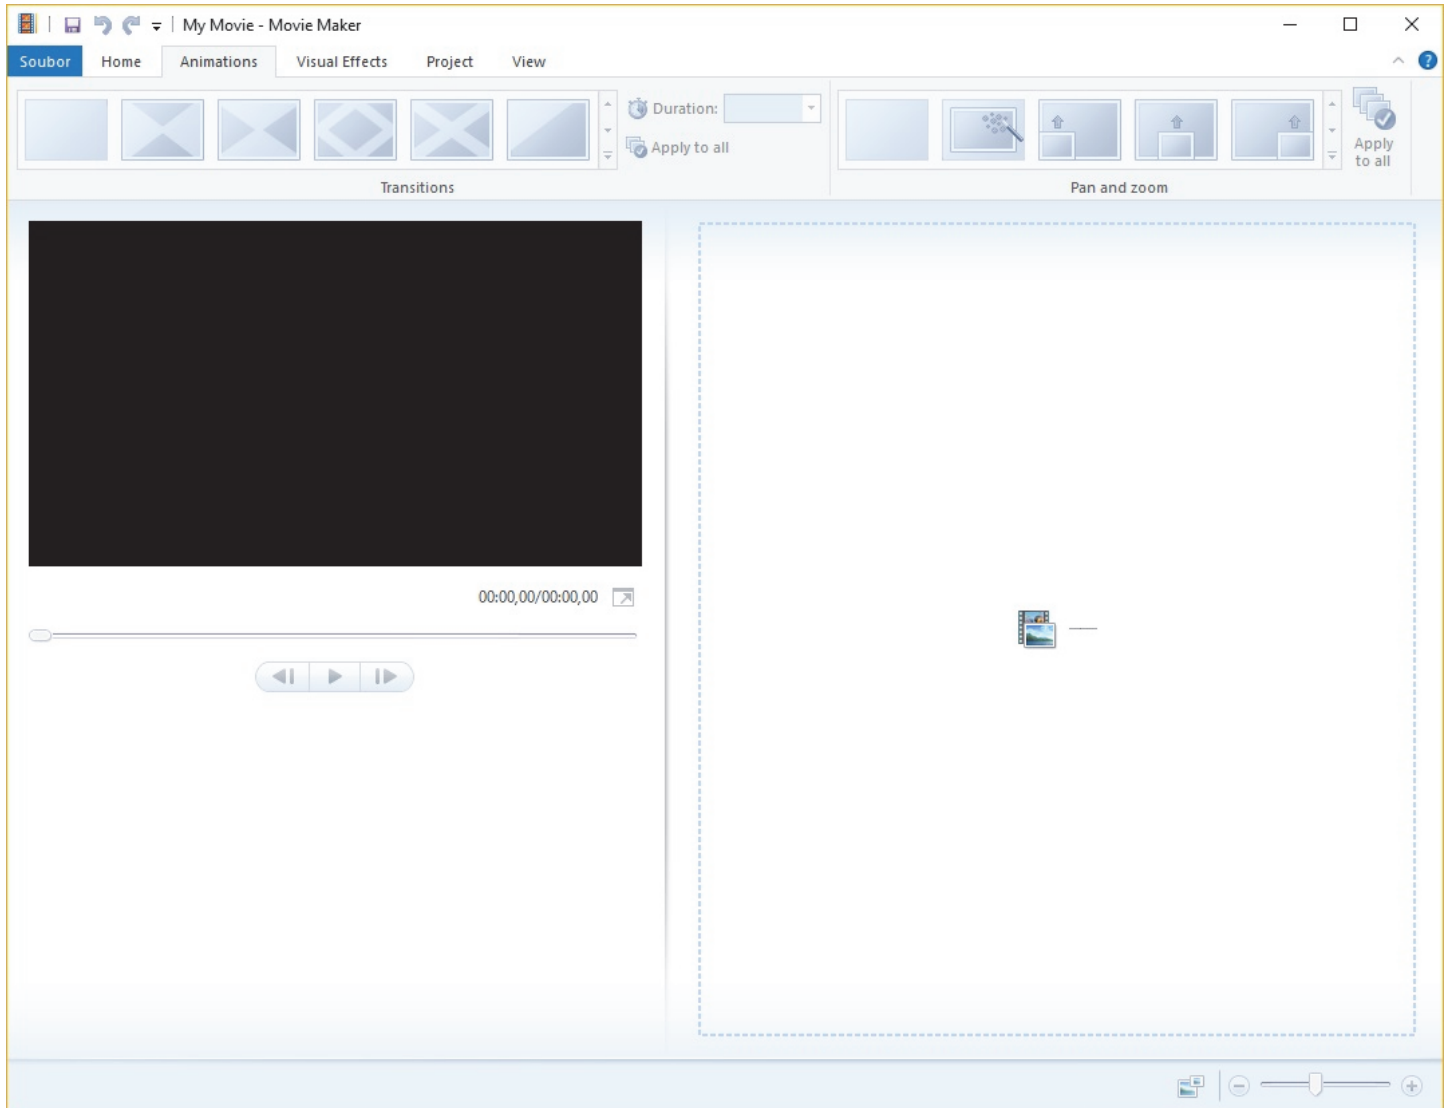 My Movie - Movie Maker
Soubor Home Animations Visual Effects Project View
Duration:
Apply to all
Transitions
Apply
to all
Pan and zoom
00:00,00/00:00,00